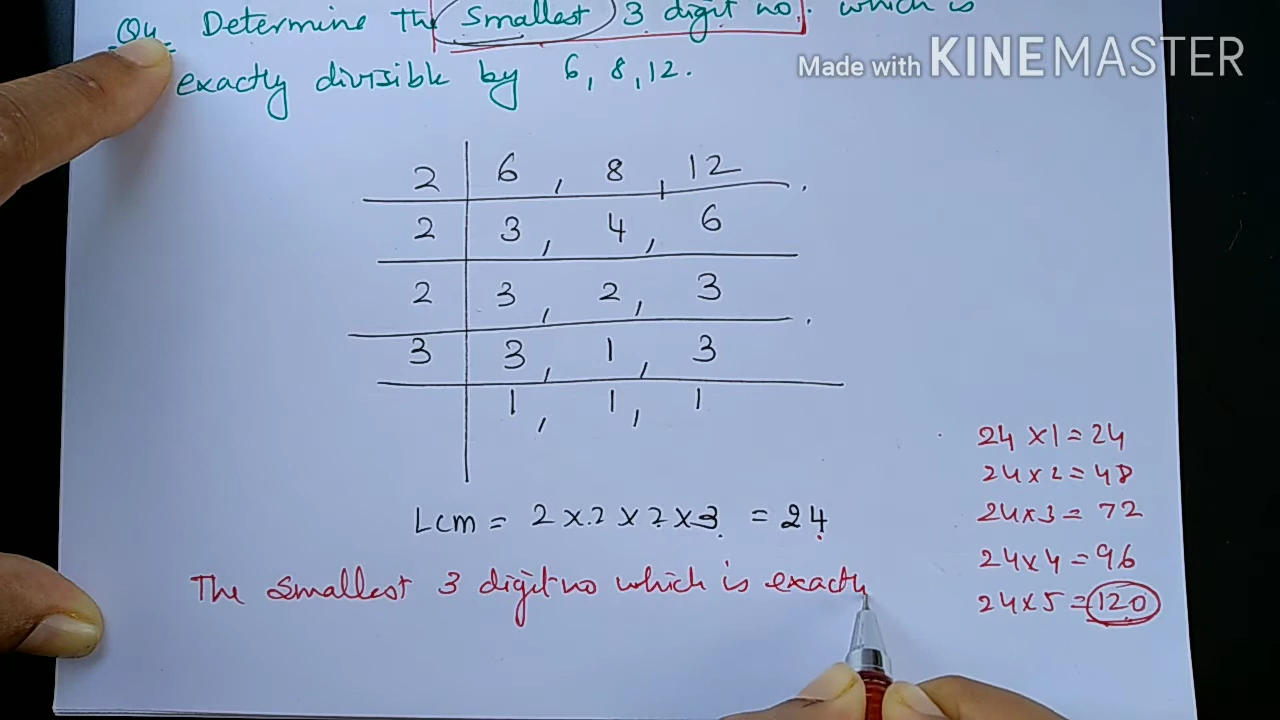 Q4. Determine the smallest 3 digit no. which is
exactly divisible by 6, 8, 12.
Made with KINEMASTER
2 6 , 8 , 12
2 3 , 4 , 6
2 3 , 2 , 3
3 3 , 1 , 3
1 , 1 , 1
24 × 1 = 24
24 × 2 = 48
24 × 3 = 72
24 × 4 = 96
24 × 5 = 120
Lcm = 2 × 2 × 2 × 3 = 24
The smallest 3 digit no which is exactly